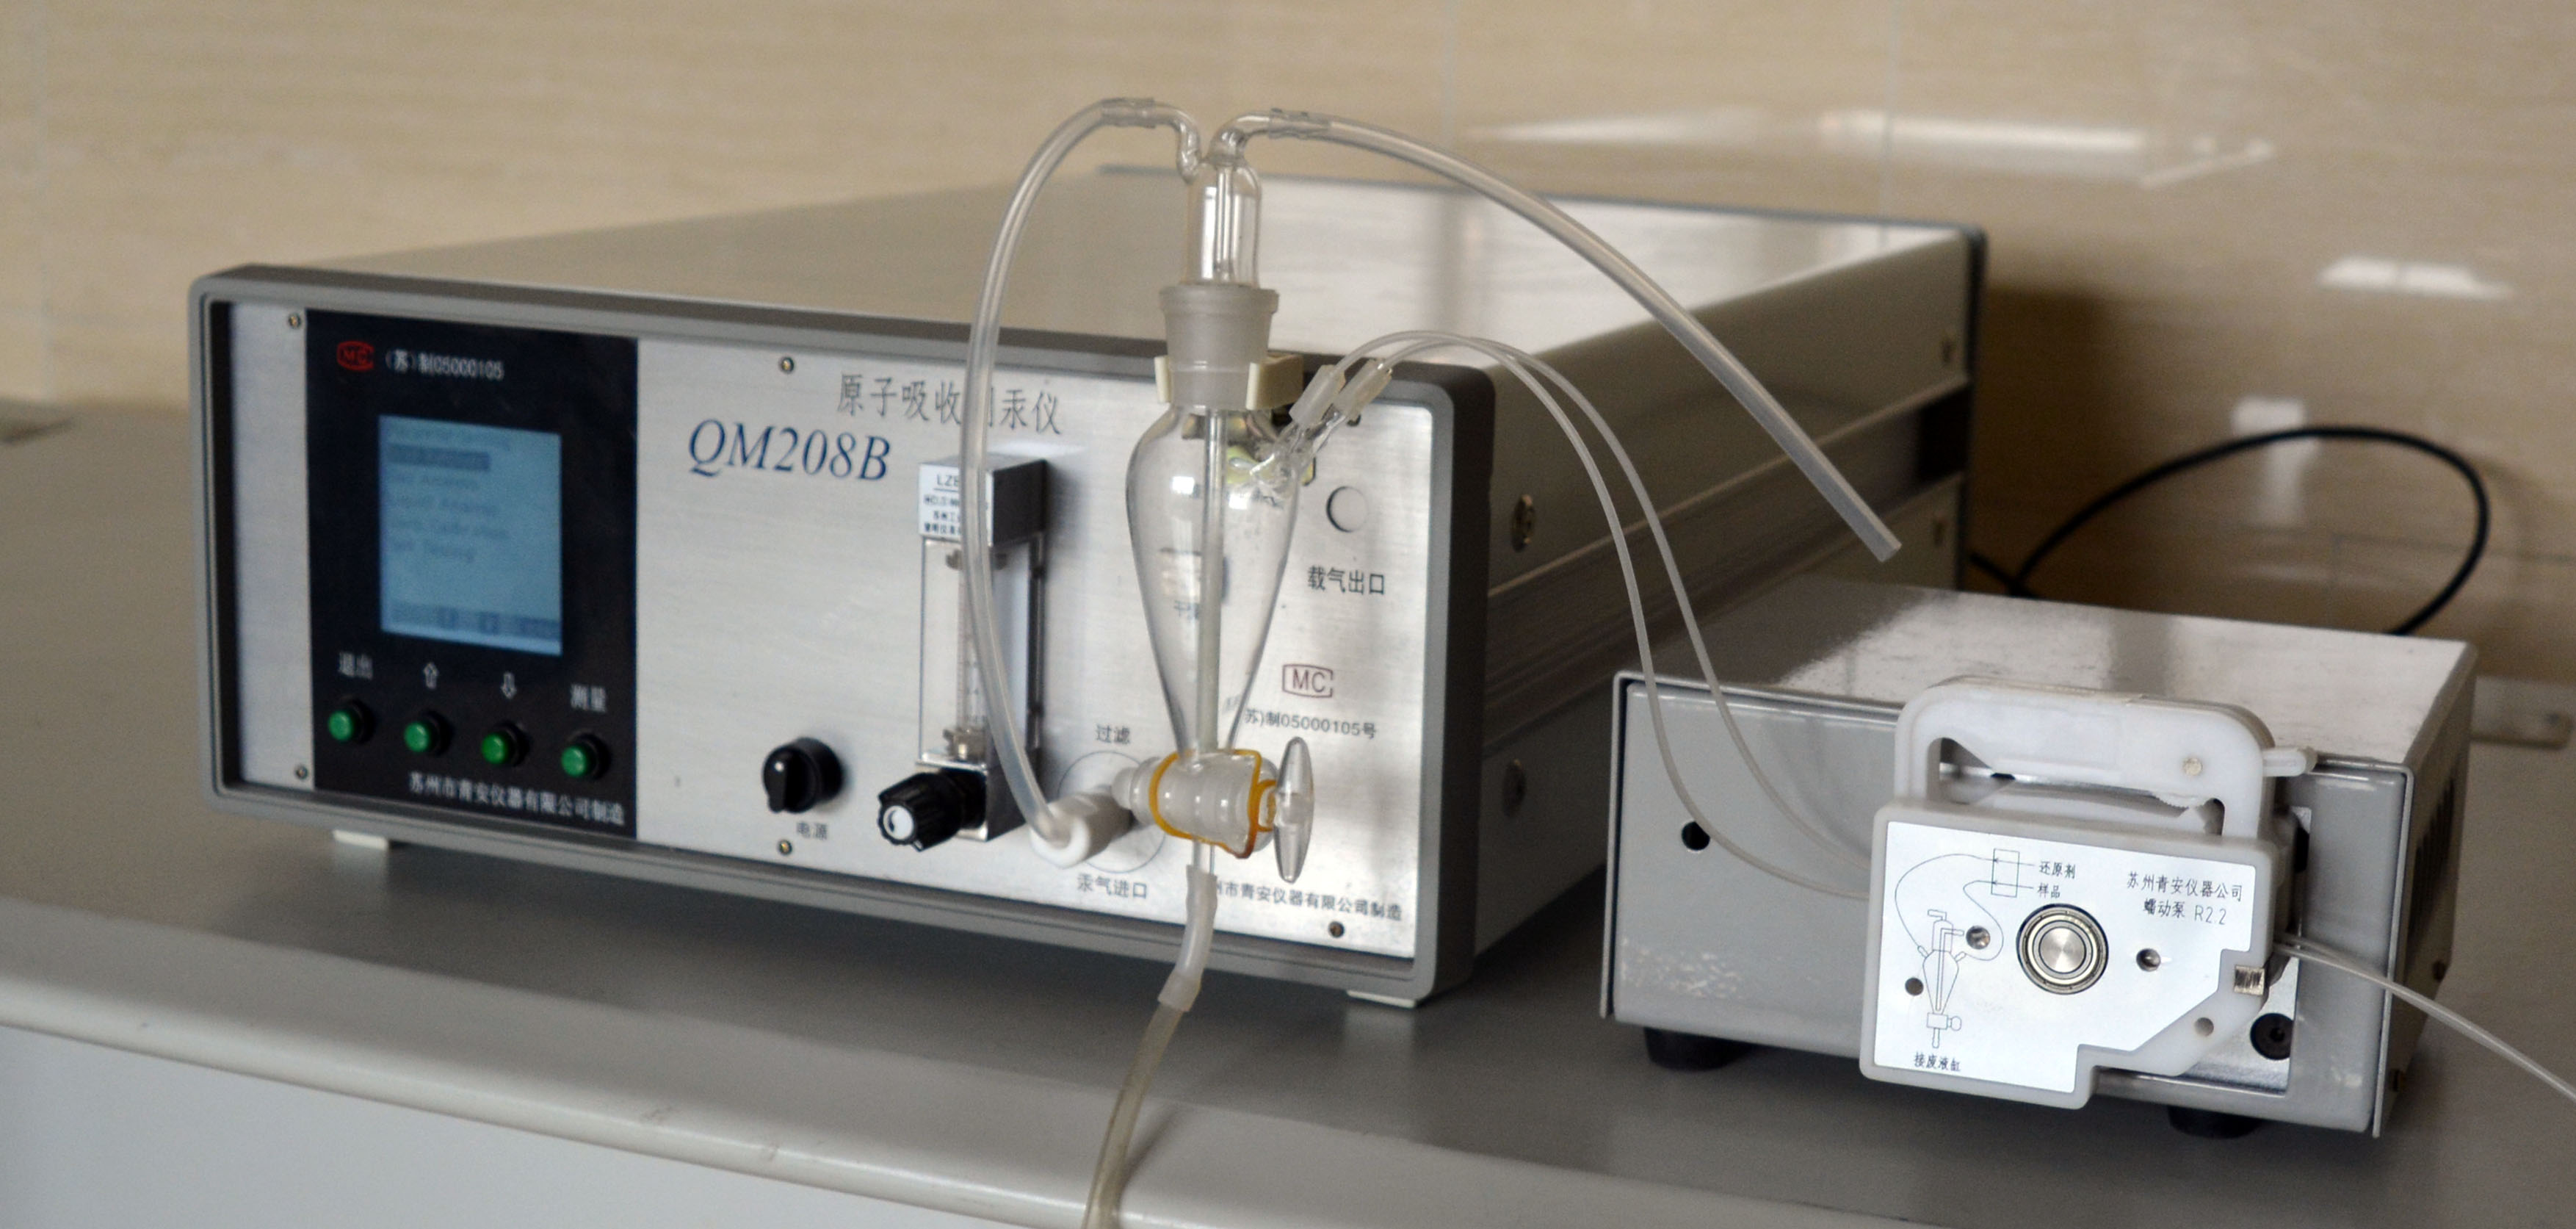 MC (苏)制05000105
原子吸收 汞仪
QM208B
LZB
退出
⇧
⇩
测量
苏州市青安仪器有限公司制造
电源
过滤
汞气进口
载气出口
MC
苏)制05000105号
州市青安仪器有限公司制造
还原剂
样品
苏州青安仪器公司
蠕动泵 R2.2
接废液缸